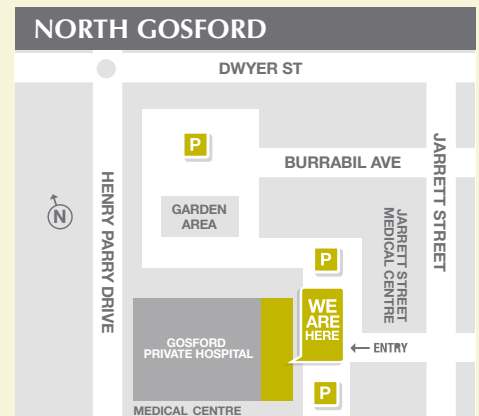 NORTH GOSFORD
DWYER ST
P
BURRABIL AVE
JARRETT STREET
HENRY PARRY DRIVE
N
GARDEN
AREA
JARRETT STREET
MEDICAL CENTRE
P
WE
ARE
HERE
ENTRY
GOSFORD
PRIVATE HOSPITAL
P
MEDICAL CENTRE